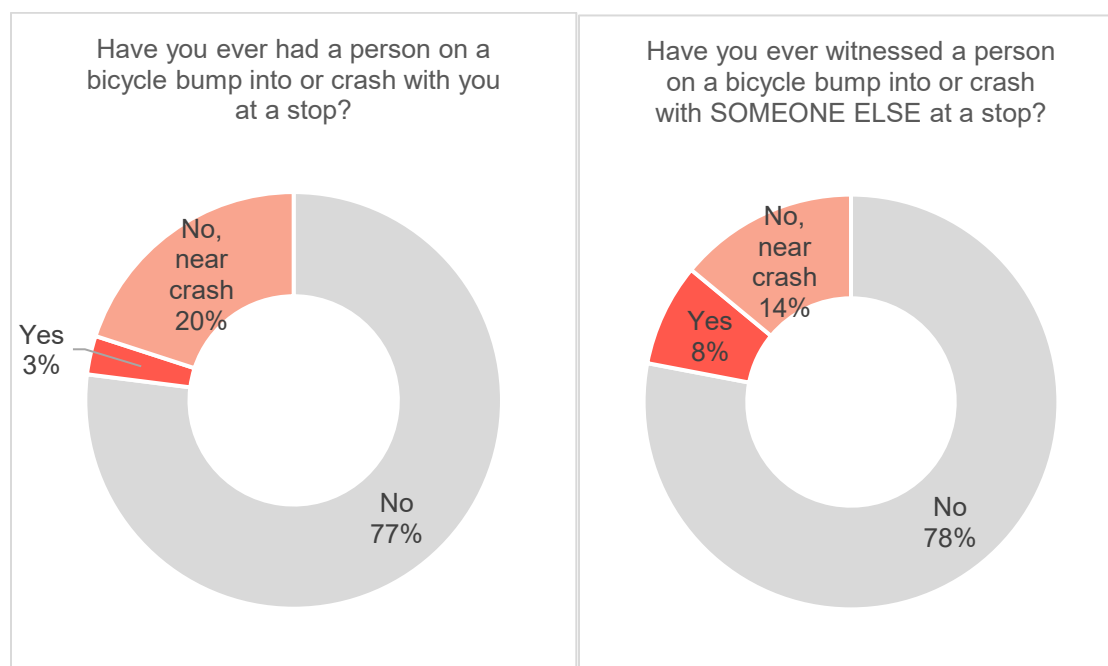 Have you ever had a person on a
bicycle bump into or crash with you
at a stop?
No,
near
crash
20%
Yes
3%
No
77%
Have you ever witnessed a person
on a bicycle bump into or crash
with SOMEONE ELSE at a stop?
No,
near
crash
14%
Yes
8%
No
78%